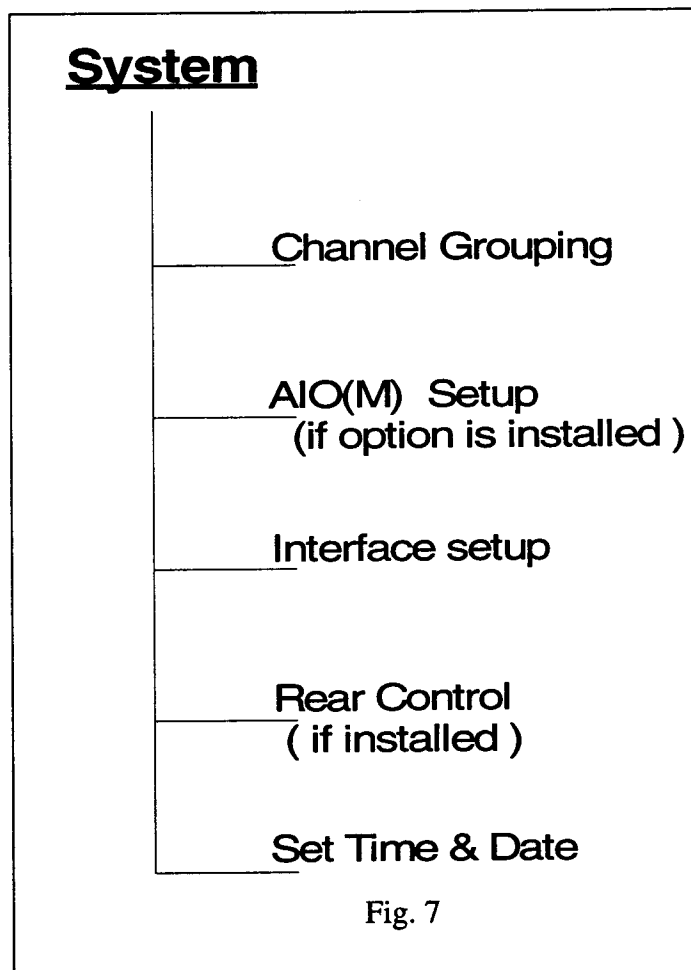 System
Channel Grouping
AIO(M) Setup
(if option is installed )
Interface setup
Rear Control
( if installed )
Set Time & Date
Fig. 7